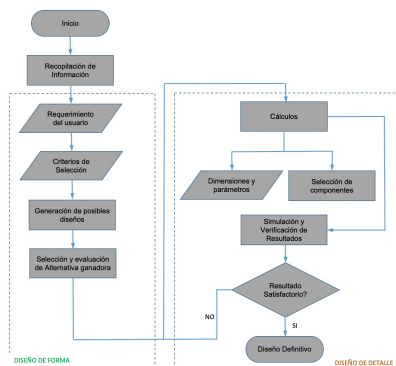 Inicio
Recopilación de
Información
Requerimiento
del usuario
Criterios de
Selección
Generación de posibles
diseños
Selección y evaluación
de Alternativa ganadora
DISEÑO DE FORMA
Cálculos
Dimensiones y
parámetros
Selección de
componentes
Simulación y
Verificación de
Resultados
Resultado
Satisfactorio?
NO
SI
Diseño Definitivo
DISEÑO DE DETALLE